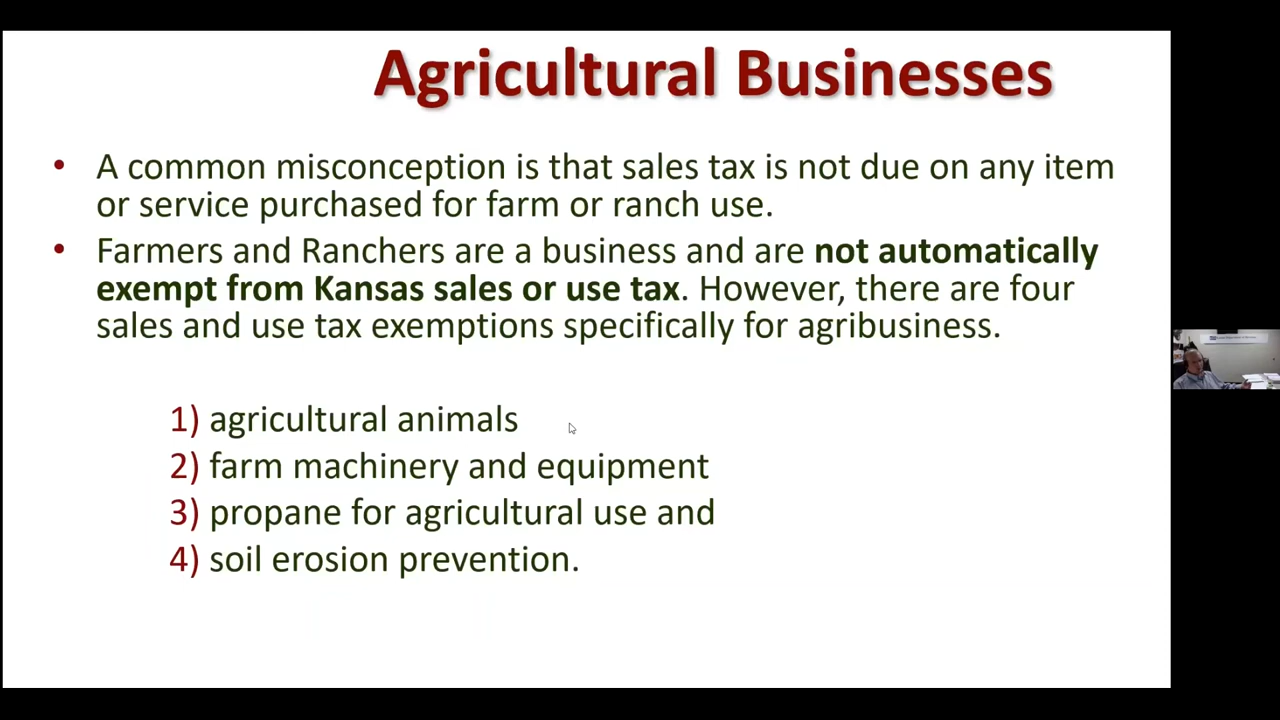 Agricultural Businesses
• A common misconception is that sales tax is not due on any item
or service purchased for farm or ranch use.
• Farmers and Ranchers are a business and are not automatically
exempt from Kansas sales or use tax. However, there are four
sales and use tax exemptions specifically for agribusiness.
1) agricultural animals
2) farm machinery and equipment
3) propane for agricultural use and
4) soil erosion prevention.